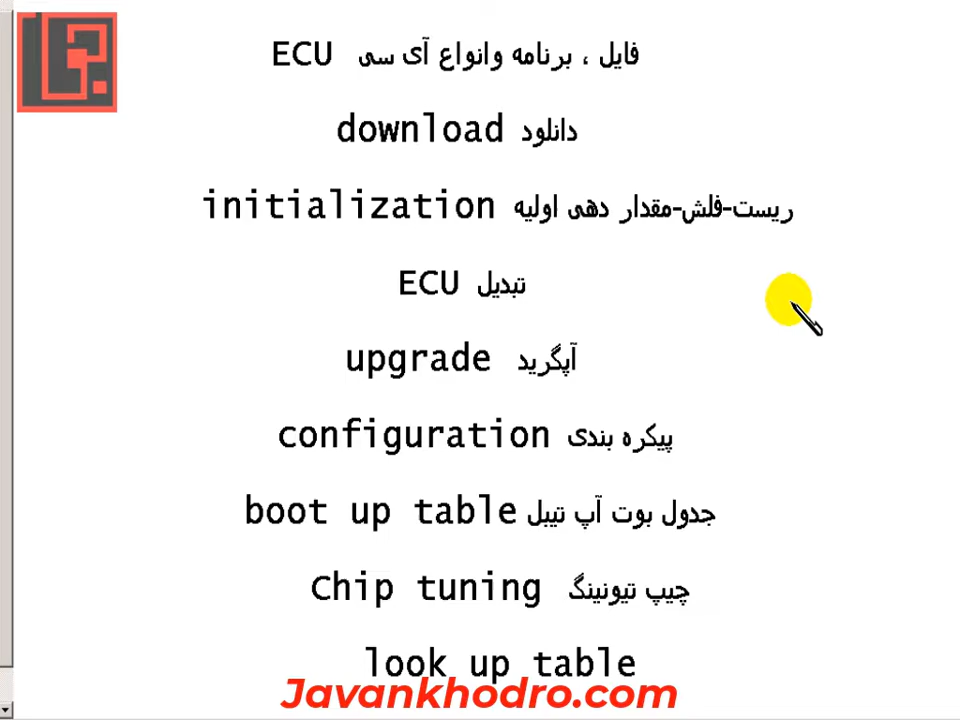 فایل ، برنامه وانواع آی سی ECU
دانلود download
ریست-فلش-مقدار دهی اولیه initialization
تبدیل ECU
آپگرید upgrade
پیکره بندی configuration
جدول بوت آپ تیبل boot up table
چیپ تیونینگ Chip tuning
look up table
Javankhodro.com